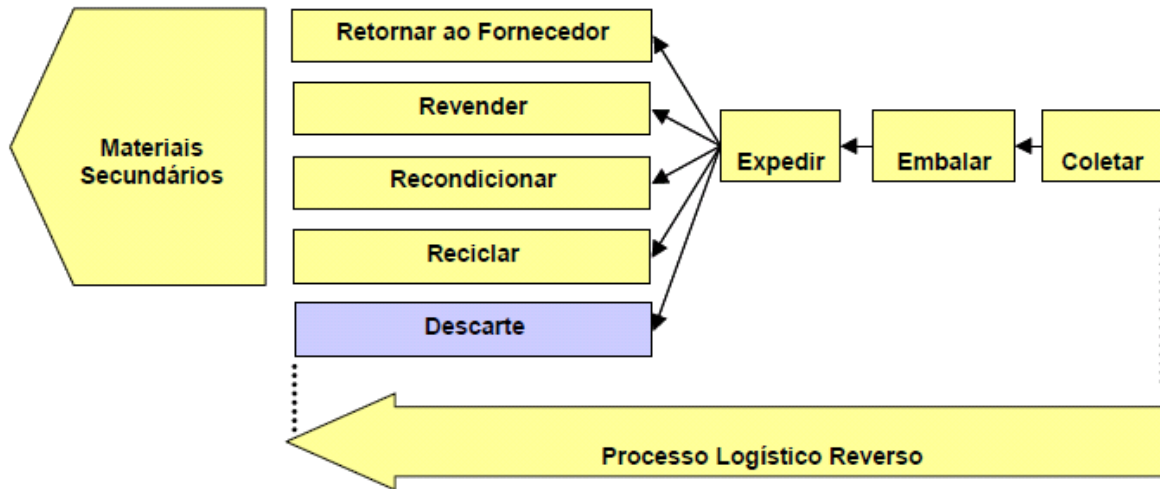 Retornar ao Fornecedor
Revender
Materiais
Secundários
Recondicionar
Expedir
Embalar
Coletar
Reciclar
Descarte
Processo Logístico Reverso